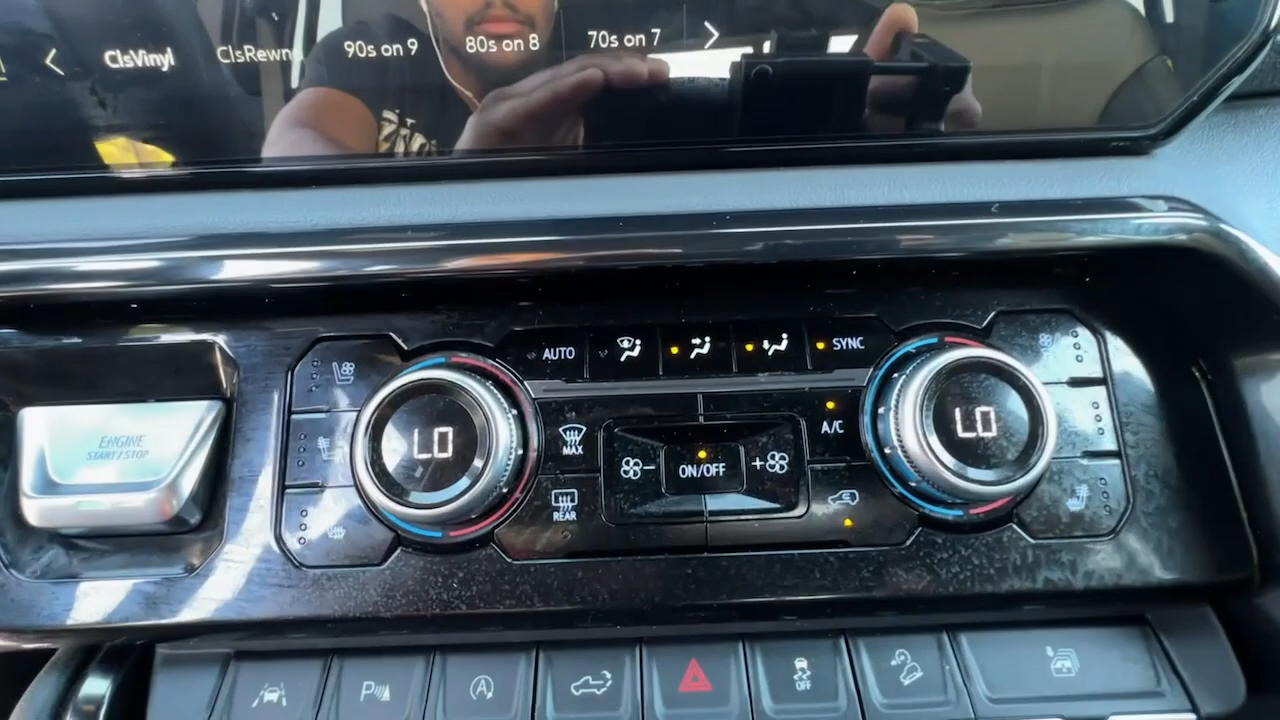 ClsVinyl ClsRewn 90s on 9 80s on 8 70s on 7
AUTO SYNC
ENGINE
START/STOP
LO
MAX
ON/OFF
A/C
LO
REAR
P
A
OFF